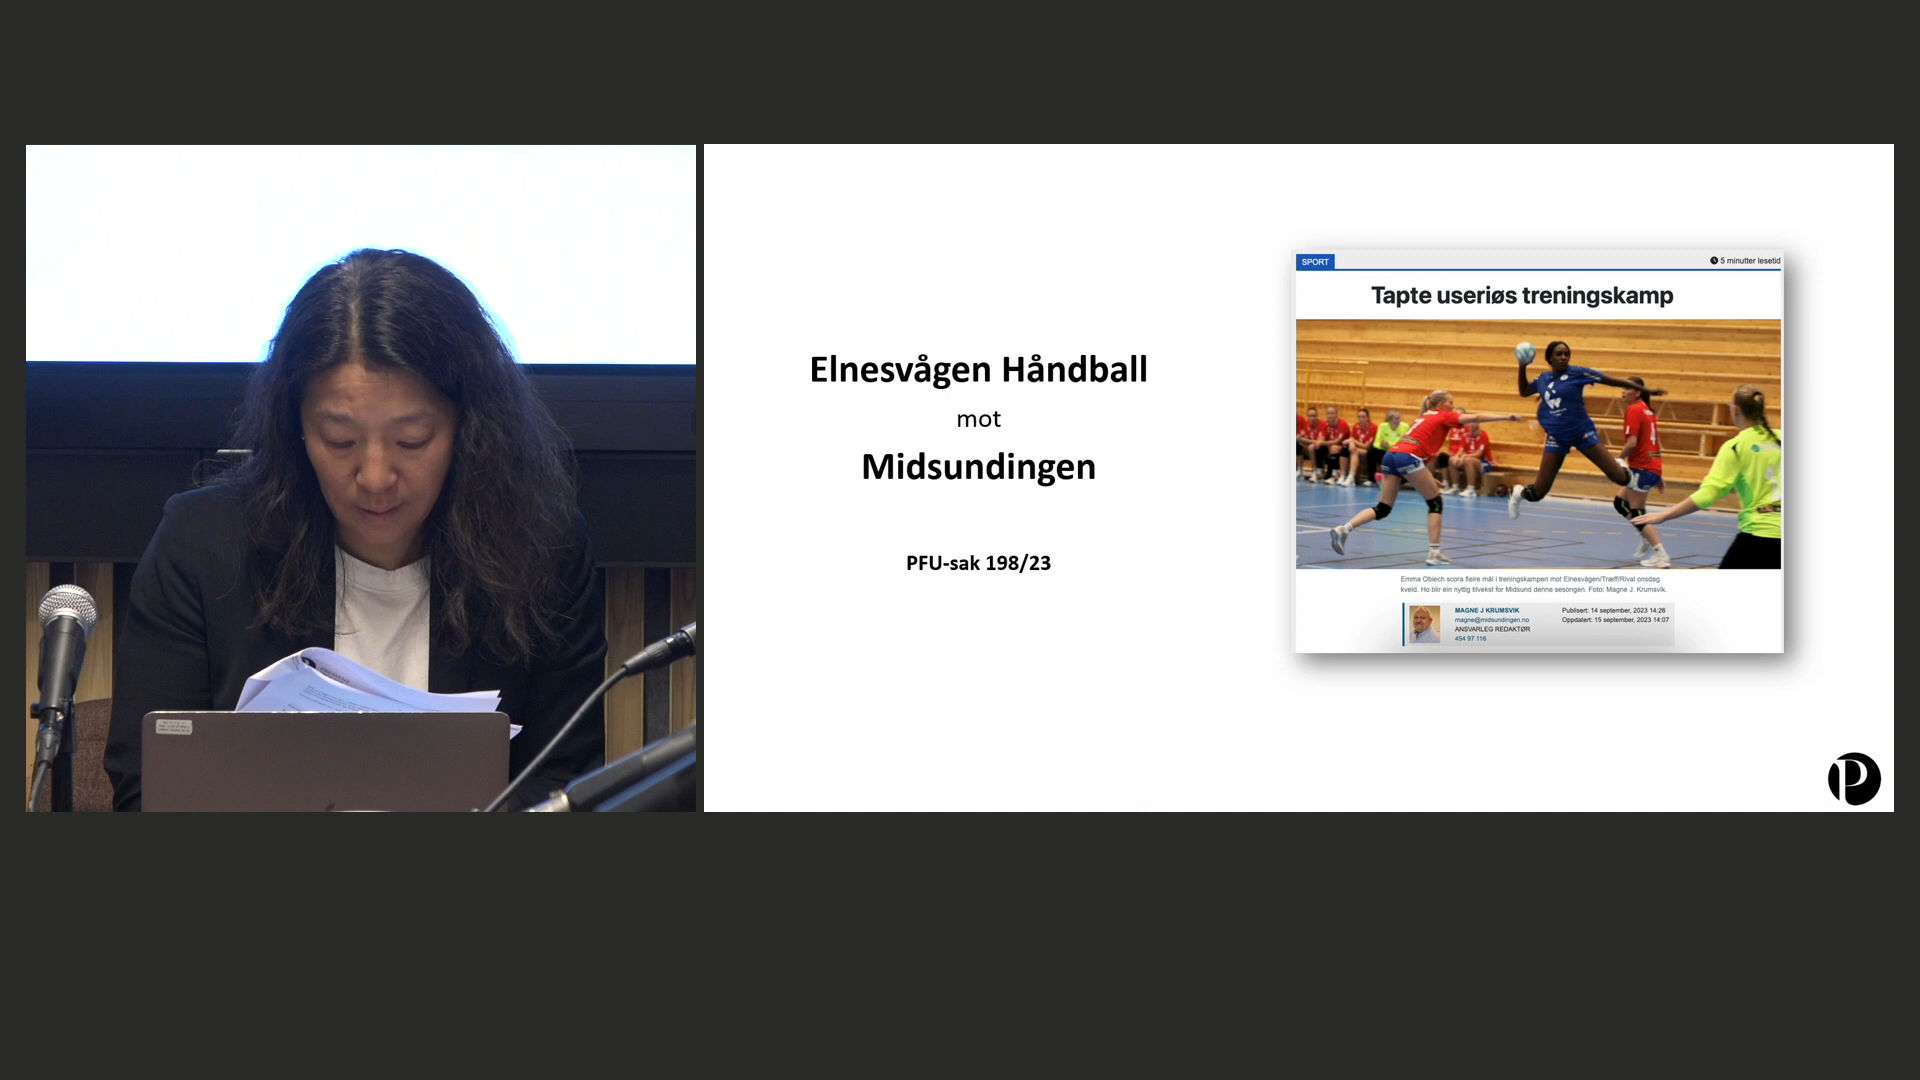 Elnesvågen Håndball
mot
Midsundingen
PFU-sak 198/23
SPORT
5 minutter lesetid
Tapte useriøs treningskamp
Emma Obiech scora fleire mål i treningskampen mot Elnesvågen/Træff/Rival onsdag
kveld. Ho blir ein nyttig tilvekst for Midsund denne sesongen. Foto: Magne J. Krumsvik.
MAGNE J KRUMSVIK
magne@midsundingen.no
ANSVARLEG REDAKTØR
454 97 116
Publisert: 14 september, 2023 14:26
Oppdatert: 15 september, 2023 14:07
P